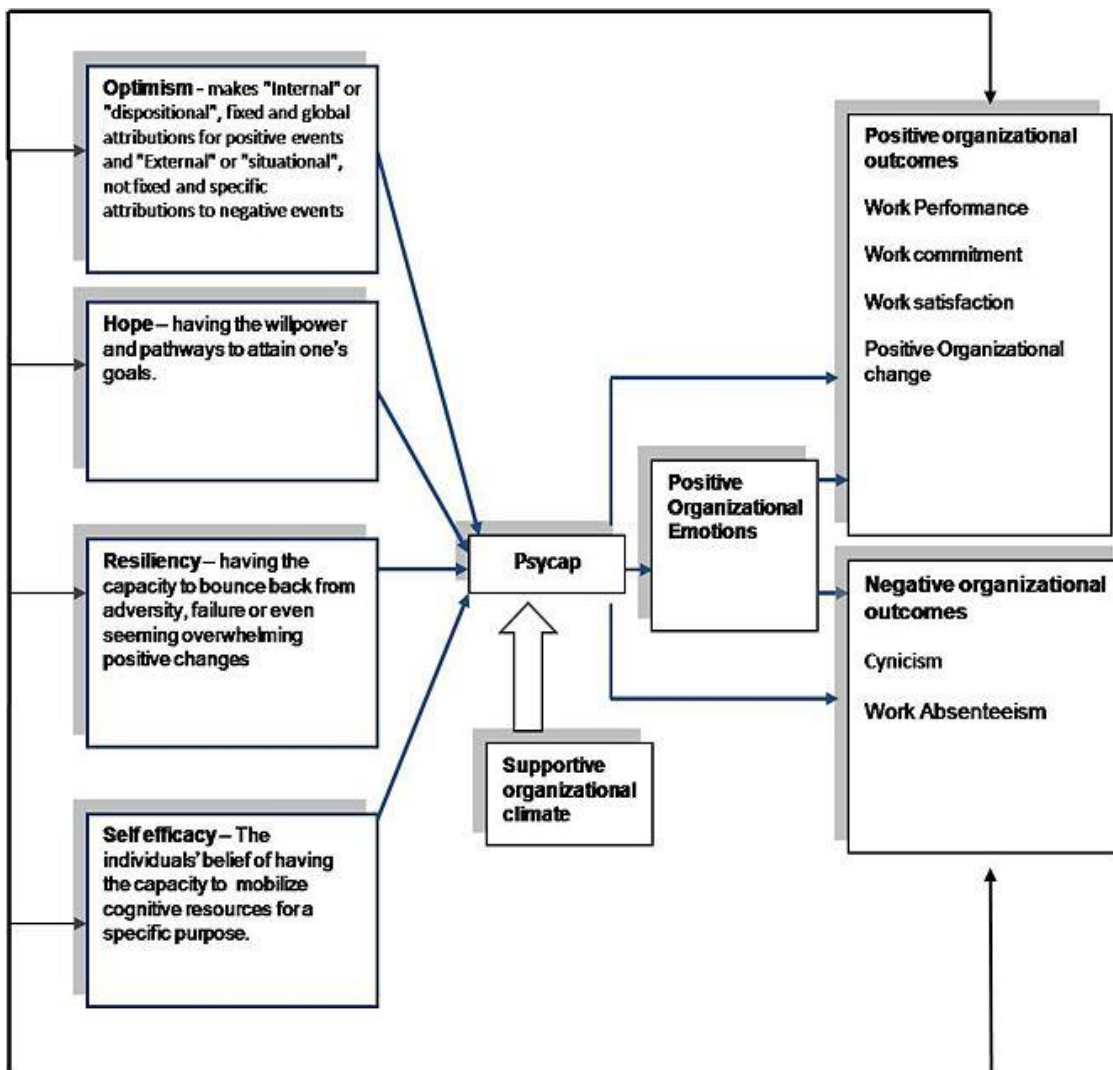 Optimism - makes "Internal" or
"dispositional", fixed and global
attributions for positive events
and "External" or "situational",
not fixed and specific
attributions to negative events
Hope – having the willpower
and pathways to attain one's
goals.
Resiliency – having the
capacity to bounce back from
adversity, failure or even
seeming overwhelming
positive changes
Self efficacy – The
individuals' belief of having
the capacity to mobilize
cognitive resources for a
specific purpose.
Psycap
Supportive
organizational
climate
Positive
Organizational
Emotions
Positive organizational
outcomes
Work Performance
Work commitment
Work satisfaction
Positive Organizational
change
Negative organizational
outcomes
Cynicism
Work Absenteeism